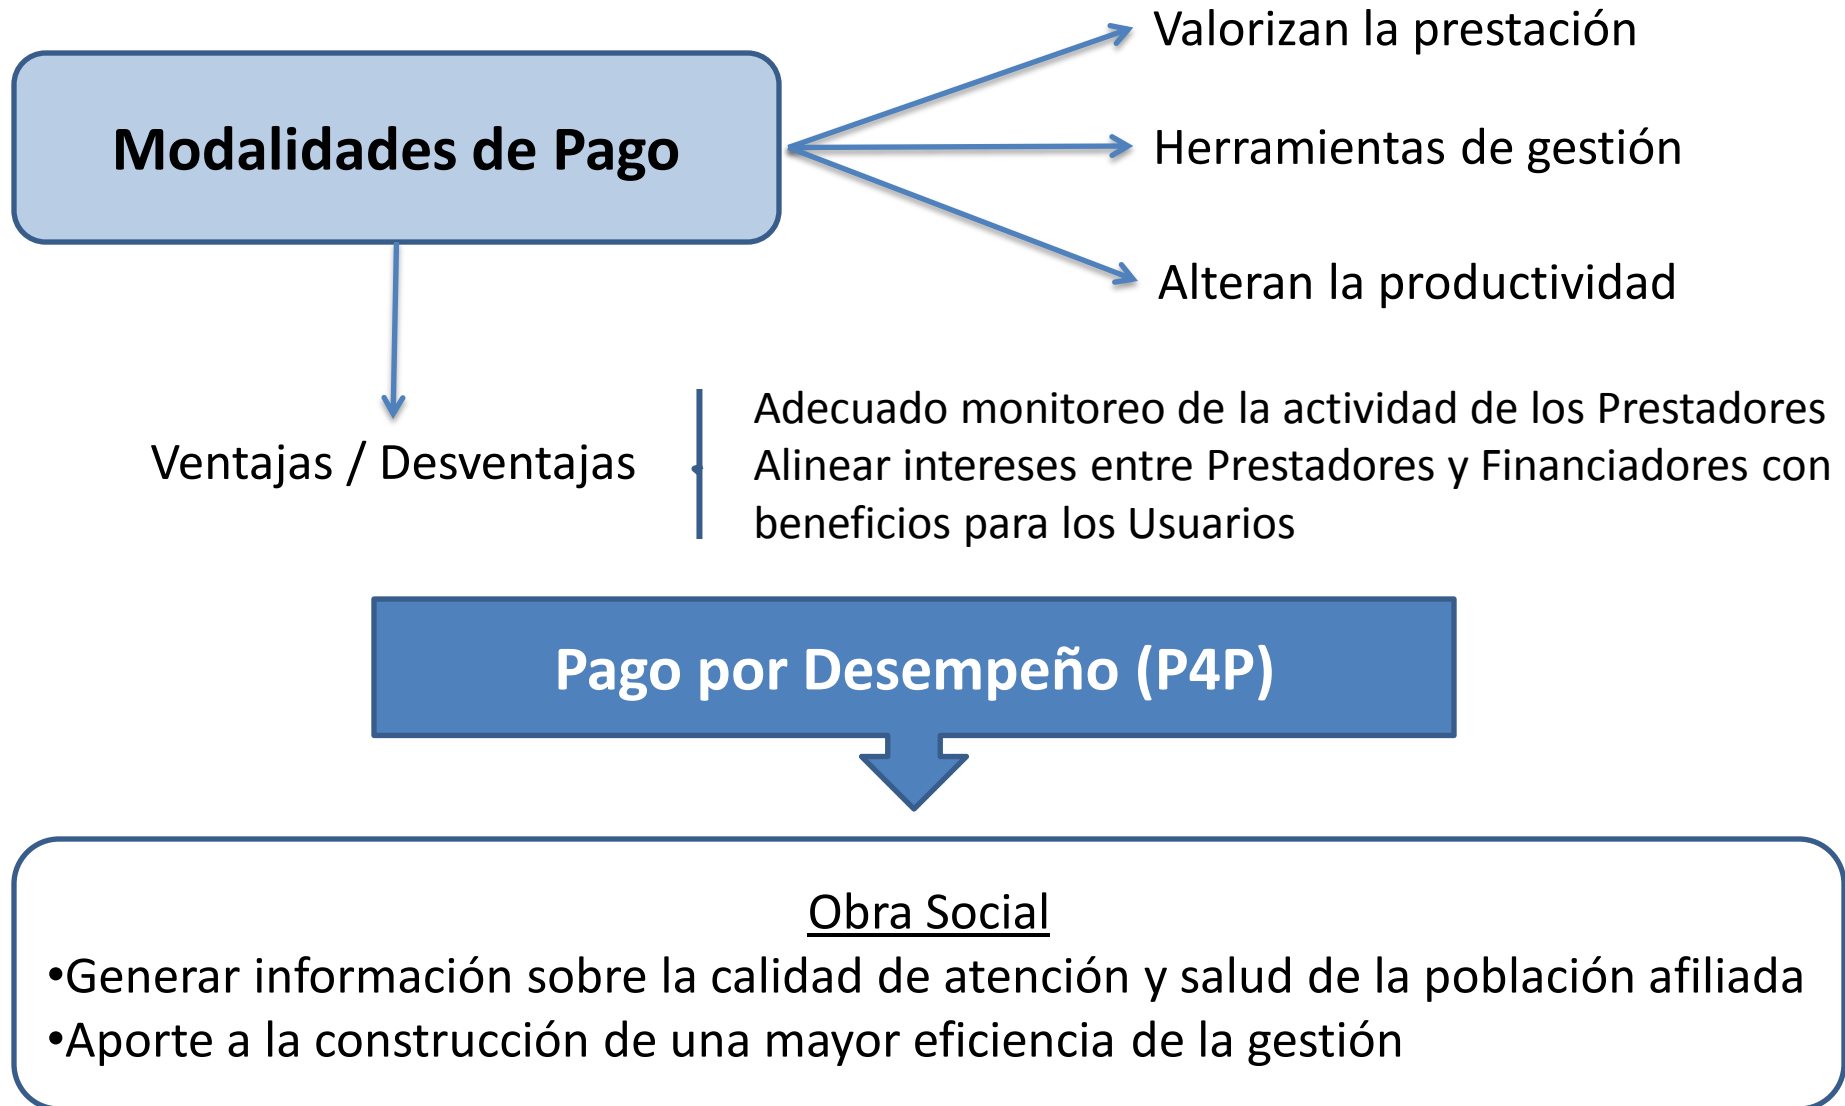 Valorizan la prestación
Modalidades de Pago
Herramientas de gestión
Alteran la productividad
Ventajas / Desventajas
Adecuado monitoreo de la actividad de los Prestadores
Alinear intereses entre Prestadores y Financiadores con
beneficios para los Usuarios
Pago por Desempeño (P4P)
Obra Social
•Generar información sobre la calidad de atención y salud de la población afiliada
•Aporte a la construcción de una mayor eficiencia de la gestión